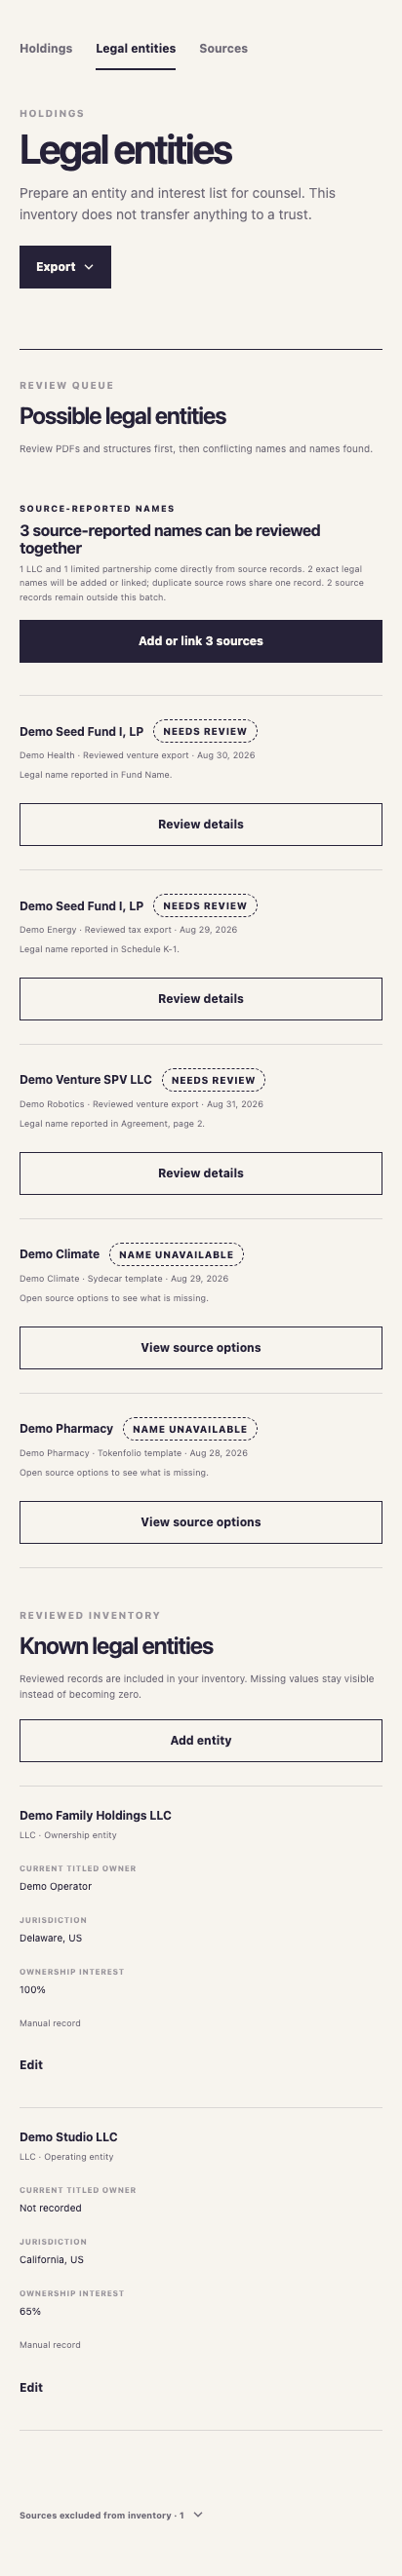 Holdings Legal entities Sources
HOLDINGS
Legal entities
Prepare an entity and interest list for counsel. This
inventory does not transfer anything to a trust.
Export
REVIEW QUEUE
Possible legal entities
Review PDFs and structures first, then conflicting names and names found.
SOURCE-REPORTED NAMES
3 source-reported names can be reviewed
together
1 LLC and 1 limited partnership come directly from source records. 2 exact legal
names will be added or linked; duplicate source rows share one record. 2 source
records remain outside this batch.
Add or link 3 sources
Demo Seed Fund I, LP NEEDS REVIEW
Demo Health · Reviewed venture export · Aug 30, 2026
Legal name reported in Fund Name.
Review details
Demo Seed Fund I, LP NEEDS REVIEW
Demo Energy · Reviewed tax export · Aug 29, 2026
Legal name reported in Schedule K-1.
Review details
Demo Venture SPV LLC NEEDS REVIEW
Demo Robotics · Reviewed venture export · Aug 31, 2026
Legal name reported in Agreement, page 2.
Review details
Demo Climate NAME UNAVAILABLE
Demo Climate · Sydecar template · Aug 29, 2026
Open source options to see what is missing.
View source options
Demo Pharmacy NAME UNAVAILABLE
Demo Pharmacy · Tokenfolio template · Aug 28, 2026
Open source options to see what is missing.
View source options
REVIEWED INVENTORY
Known legal entities
Reviewed records are included in your inventory. Missing values stay visible
instead of becoming zero.
Add entity
Demo Family Holdings LLC
LLC · Ownership entity
CURRENT TITLED OWNER
Demo Operator
JURISDICTION
Delaware, US
OWNERSHIP INTEREST
100%
Manual record
Edit
Demo Studio LLC
LLC · Operating entity
CURRENT TITLED OWNER
Not recorded
JURISDICTION
California, US
OWNERSHIP INTEREST
65%
Manual record
Edit
Sources excluded from inventory · 1